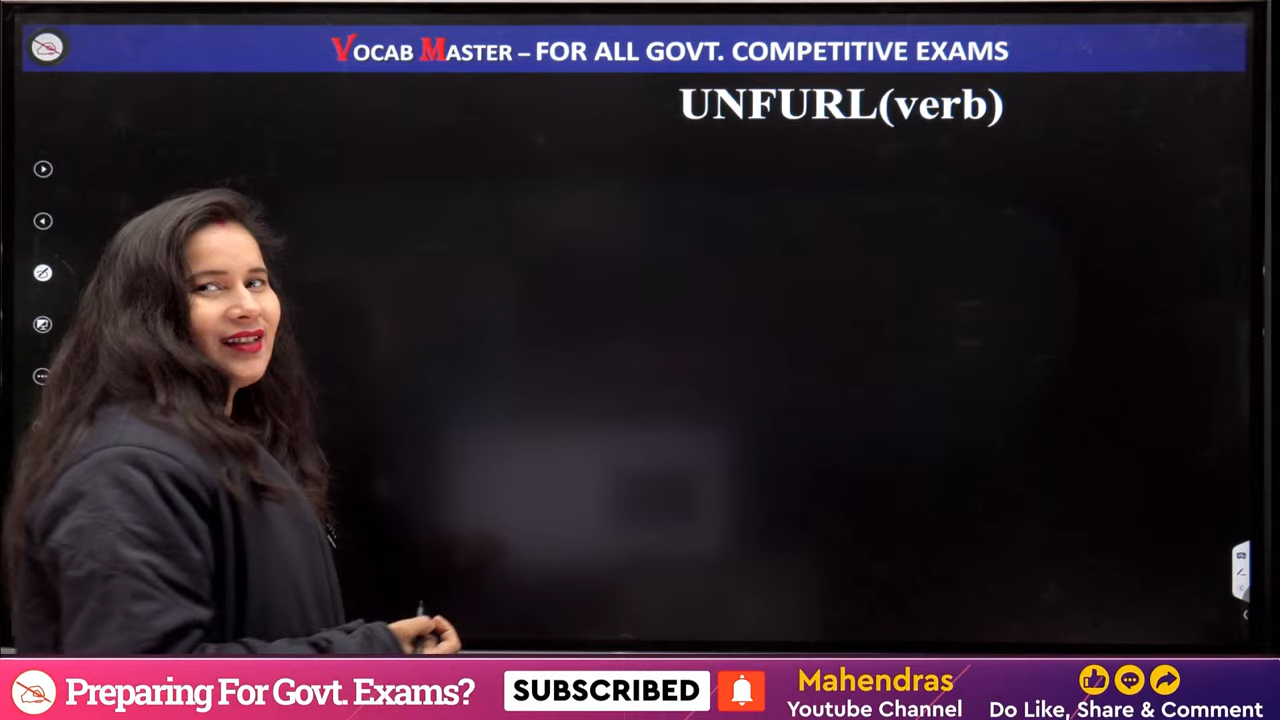 VOCAB MASTER – FOR ALL GOVT. COMPETITIVE EXAMS
UNFURL(verb)
Preparing For Govt. Exams?
SUBSCRIBED
Mahendras
Youtube Channel
Do Like, Share & Comment